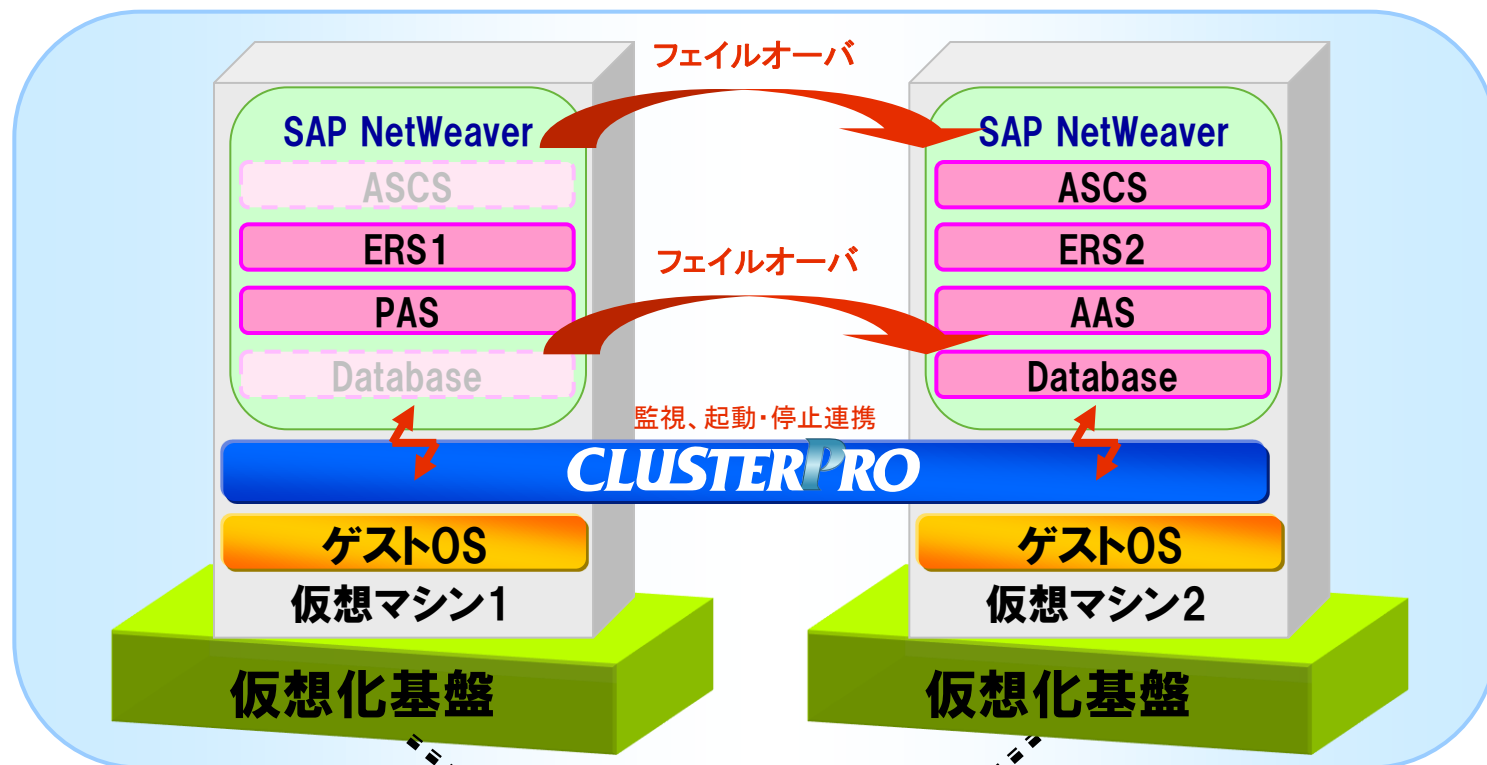 フェイルオーバ
SAP NetWeaver
ASCS
ERS1
PAS
Database
フェイルオーバ
SAP NetWeaver
ASCS
ERS2
AAS
Database
監視、起動・停止連携
CLUSTERPRO
ゲストOS
仮想マシン1
仮想化基盤
ゲストOS
仮想マシン2
仮想化基盤